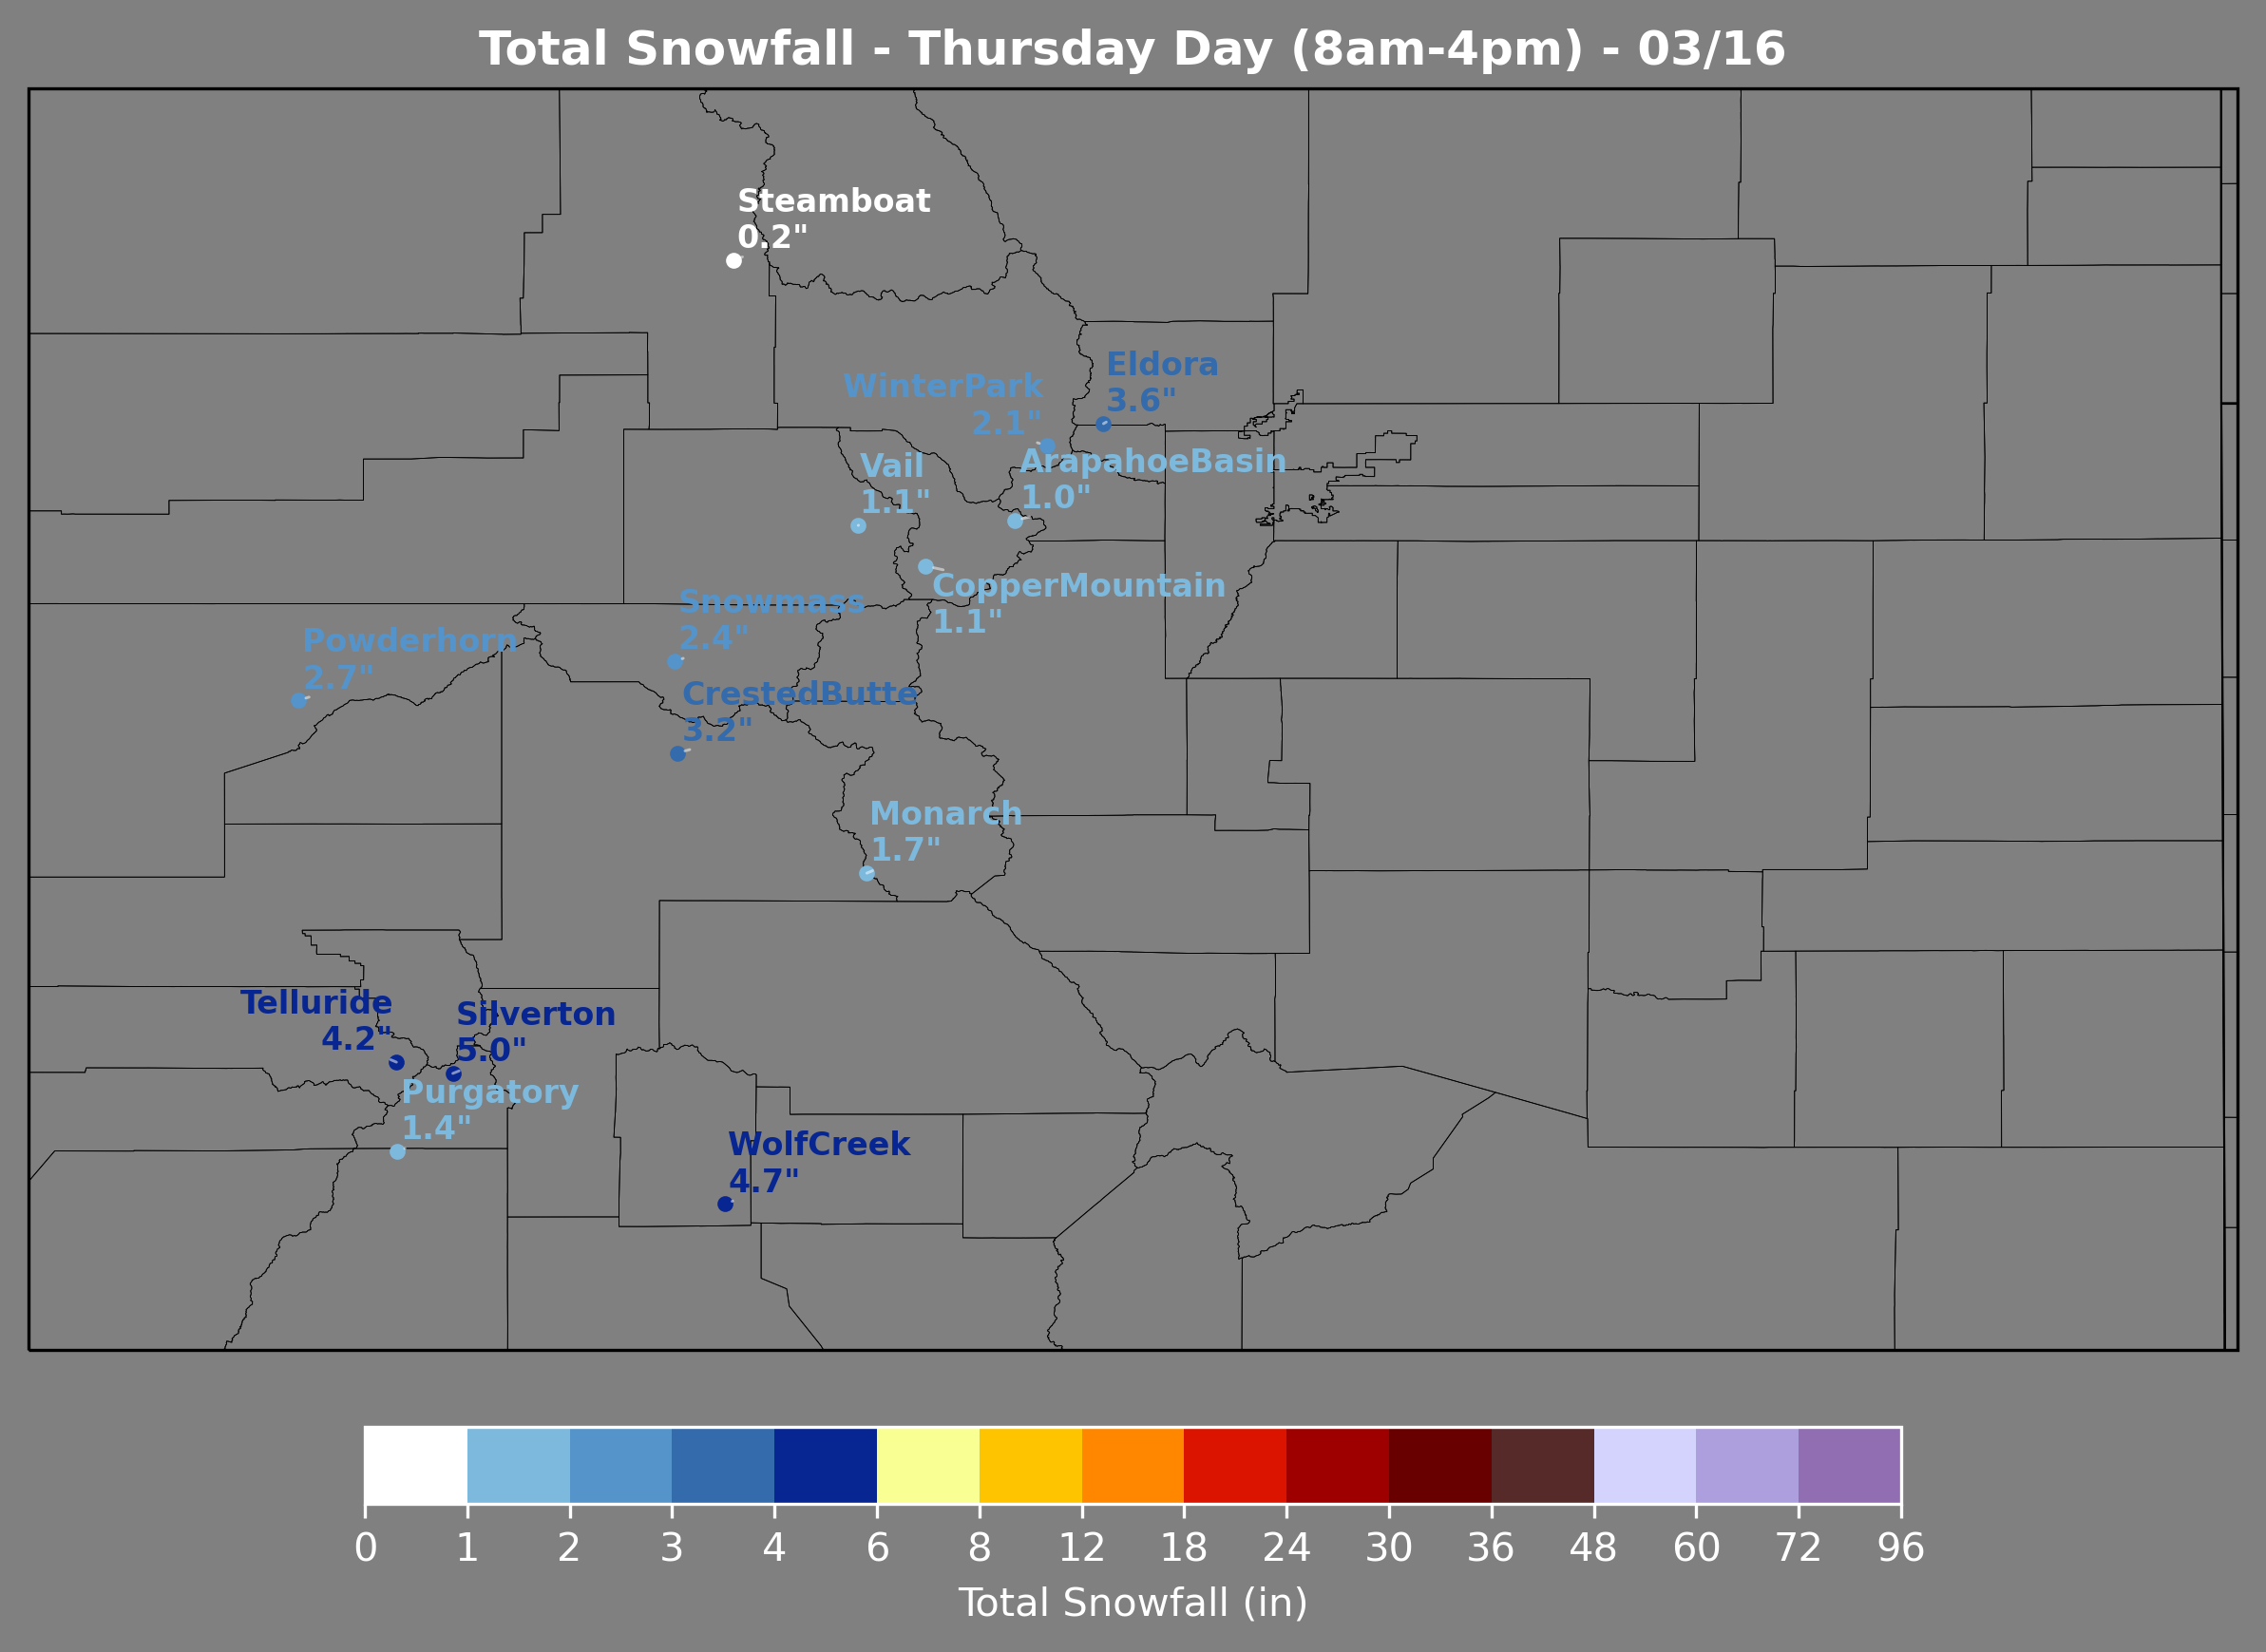 Total Snowfall - Thursday Day (8am-4pm) - 03/16
Steamboat
0.2"
Eldora
3.6"
WinterPark
2.1"
ArapahoeBasin
1.0"
Vail
1.1"
CopperMountain
1.1"
Snowmass
2.4"
Powderhorn
2.7"
CrestedButte
3.2"
Monarch
1.7"
Telluride
4.2"
Silverton
5.0"
Purgatory
1.4"
WolfCreek
4.7"
0 1 2 3 4 6 8 12 18 24 30 36 48 60 72 96
Total Snowfall (in)